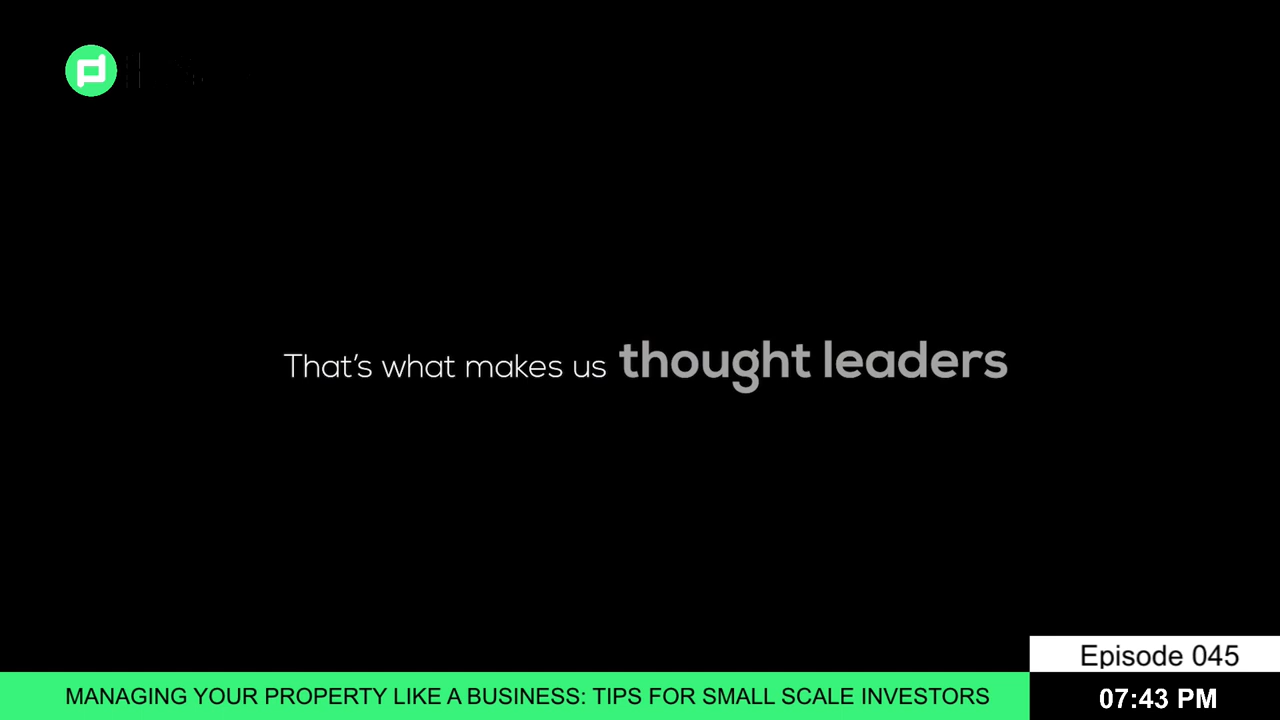 That's what makes us thought leaders
Episode 045
MANAGING YOUR PROPERTY LIKE A BUSINESS: TIPS FOR SMALL SCALE INVESTORS
07:43 PM